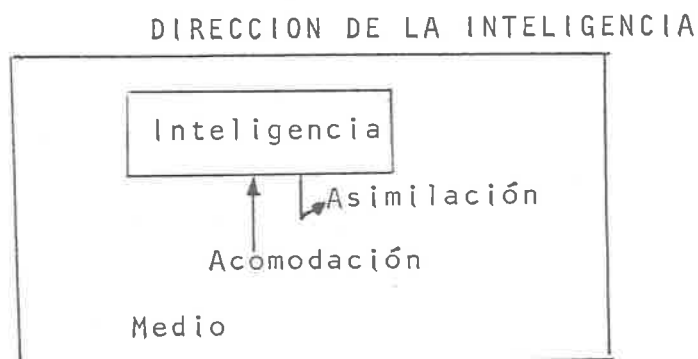 DIRECCION DE LA INTELIGENCIA
Inteligencia
Asimilación
Acomodación
Medio